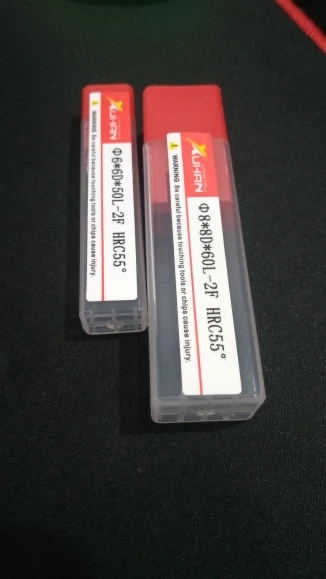 XUHAN
WARNING Be careful because touching tools or chips cause injury.
Φ6*6D*50L-2F HRC55°
XUHAN
WARNING Be careful because touching tools or chips cause injury.
Φ8*8D*60L-2F HRC55°